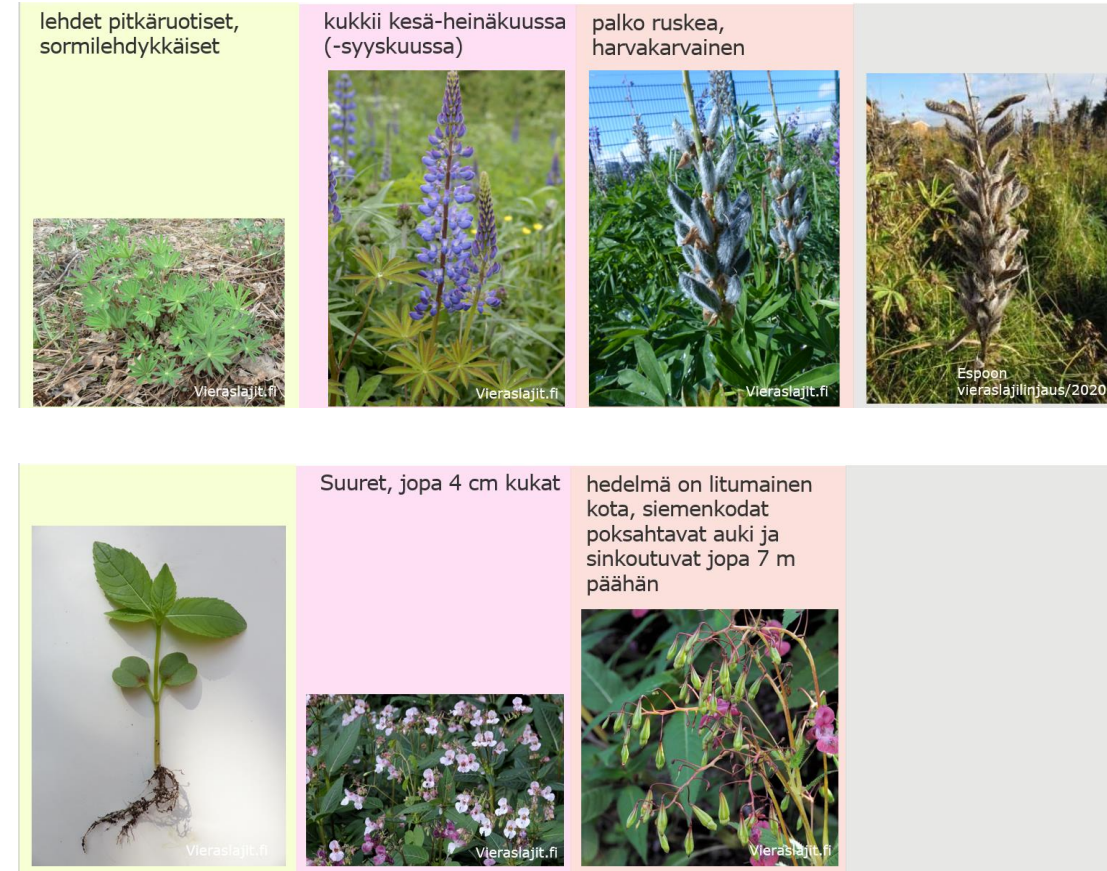 lehdet pitkäruotiset,
sormilehdykkäiset
Vieraslajit.fi
kukkii kesä-heinäkuussa
(-syyskuussa)
Vieraslajit.fi
palko ruskea,
harvakarvainen
Vieraslajit.fi
Espoon
vieraslajilinjaus/2020
Vieraslajit.fi
Suuret, jopa 4 cm kukat
Vieraslajit.fi
hedelmä on litumainen
kota, siemenkodat
poksahtavat auki ja
sinkoutuvat jopa 7 m
päähän
Vieraslajit.fi